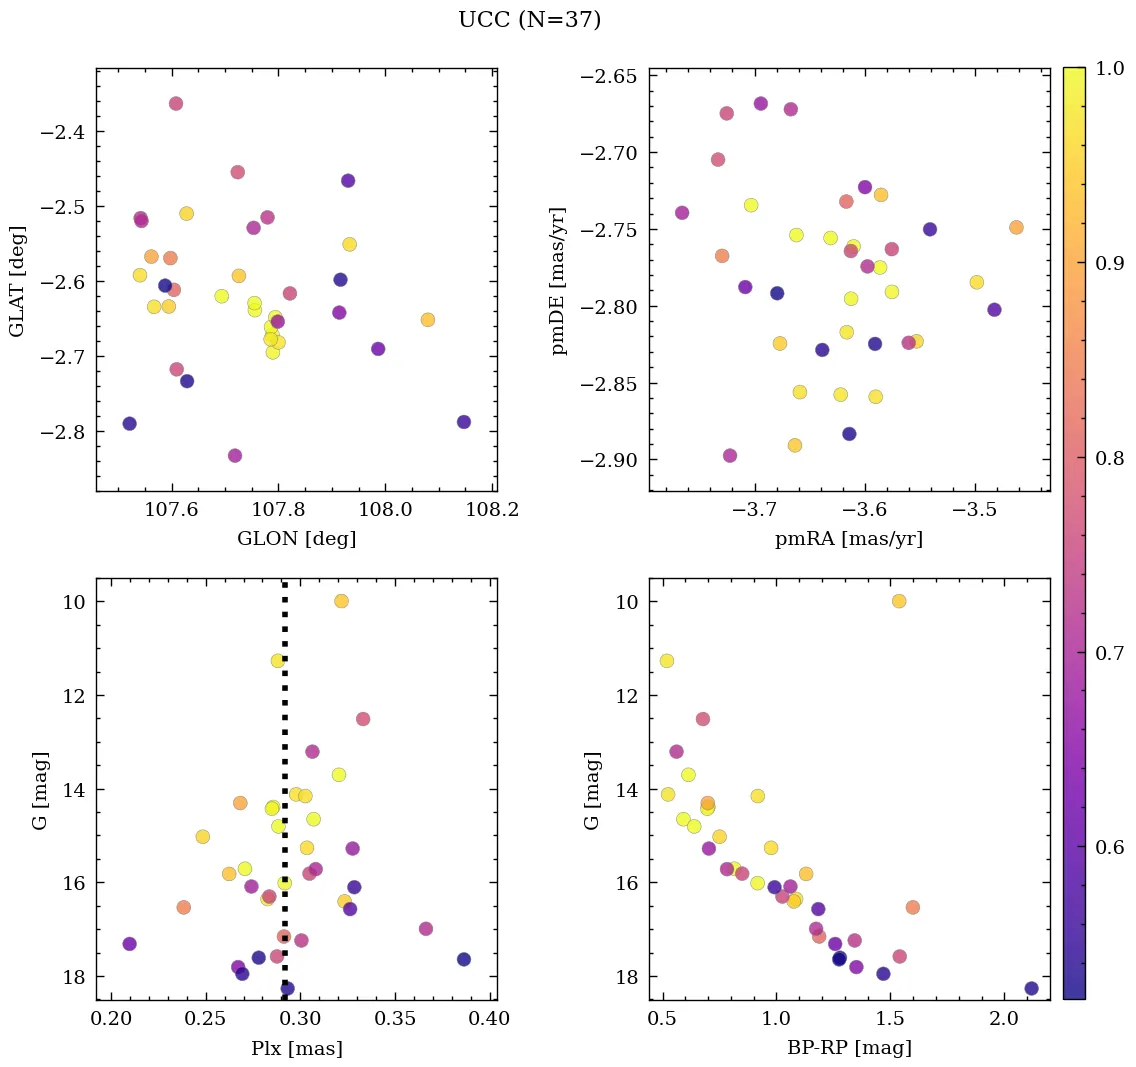 UCC (N=37)
−2.4
−2.5
−2.6
−2.7
−2.8
GLAT [deg]
107.6 107.8 108.0 108.2
GLON [deg]
−2.65
−2.70
−2.75
−2.80
−2.85
−2.90
pmDE [mas/yr]
−3.7 −3.6 −3.5
pmRA [mas/yr]
1.0
0.9
0.8
0.7
0.6
10
12
14
16
18
G [mag]
0.20 0.25 0.30 0.35 0.40
Plx [mas]
10
12
14
16
18
G [mag]
0.5 1.0 1.5 2.0
BP-RP [mag]